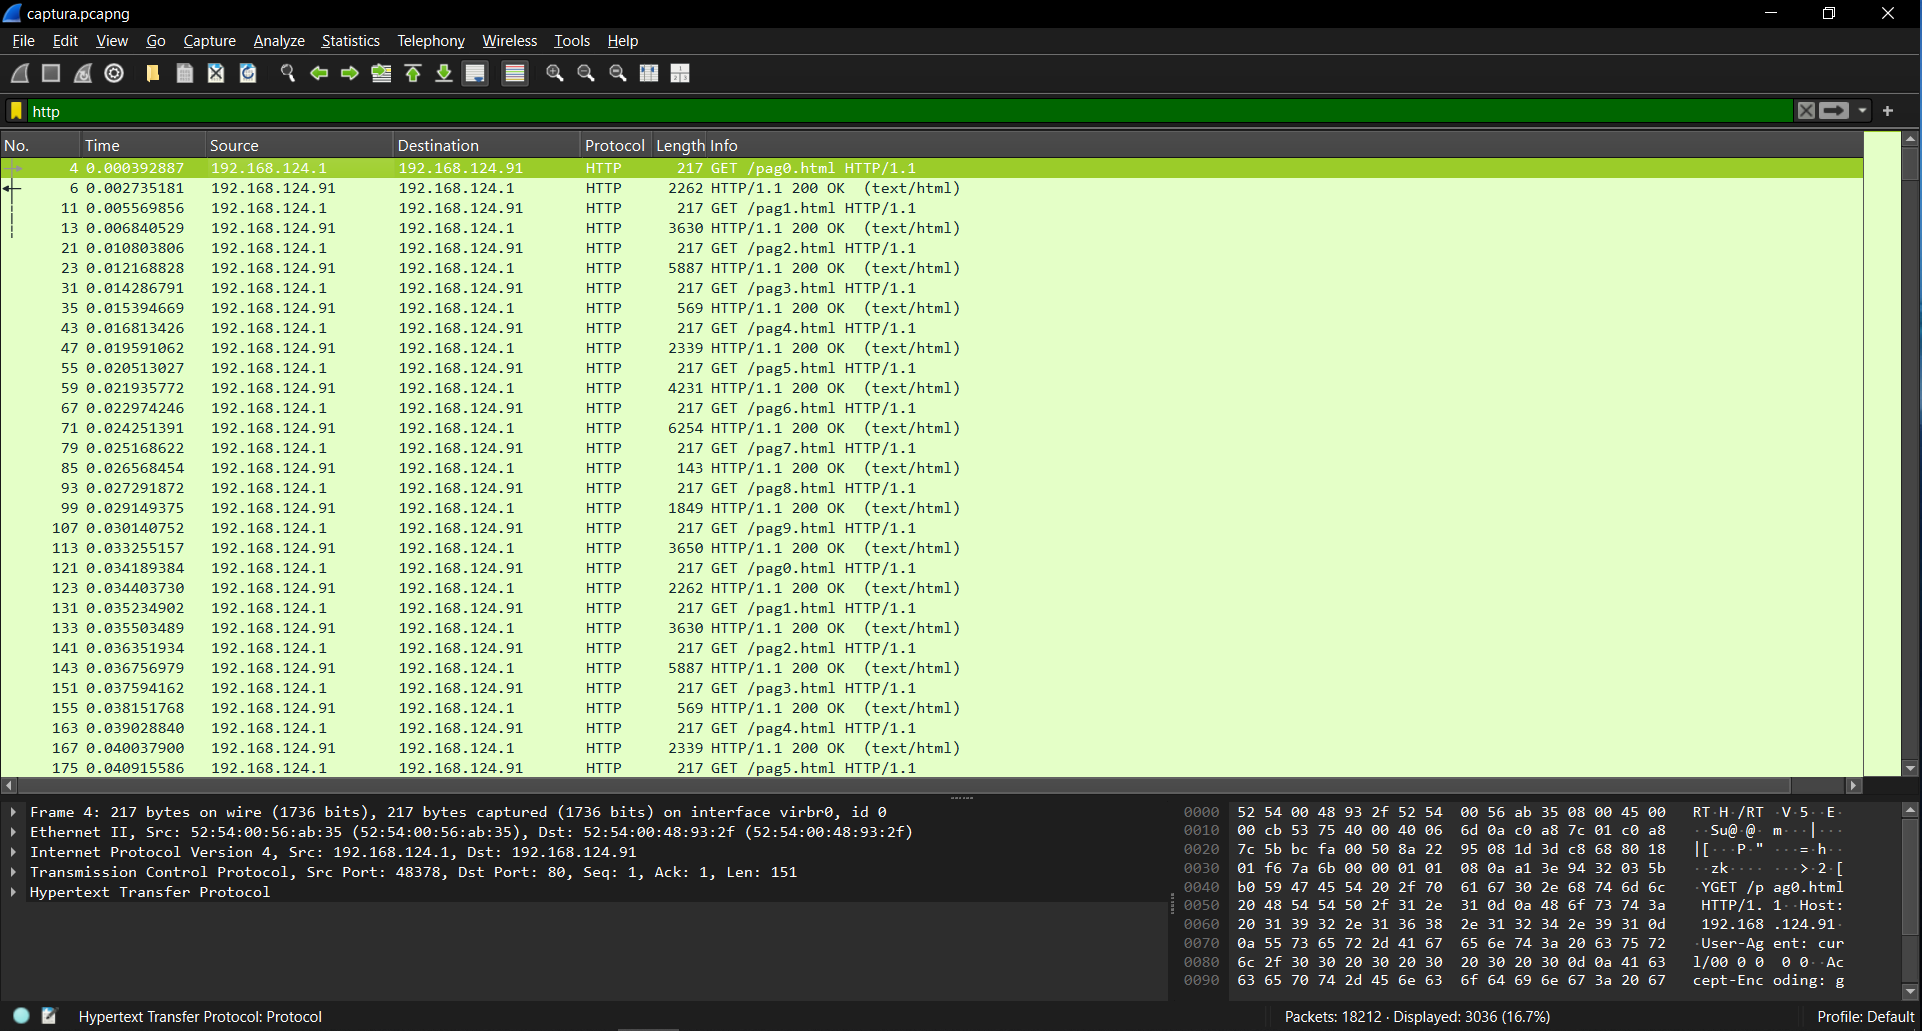 captura.pcapng
File Edit View Go Capture Analyze Statistics Telephony Wireless Tools Help
http
No. Time Source Destination Protocol Length Info
4 0.000392887 192.168.124.1 192.168.124.91 HTTP 217 GET /pag0.html HTTP/1.1
6 0.002735181 192.168.124.91 192.168.124.1 HTTP 2262 HTTP/1.1 200 OK (text/html)
11 0.005569856 192.168.124.1 192.168.124.91 HTTP 217 GET /pag1.html HTTP/1.1
13 0.006840529 192.168.124.91 192.168.124.1 HTTP 3630 HTTP/1.1 200 OK (text/html)
21 0.010803806 192.168.124.1 192.168.124.91 HTTP 217 GET /pag2.html HTTP/1.1
23 0.012168828 192.168.124.91 192.168.124.1 HTTP 5887 HTTP/1.1 200 OK (text/html)
31 0.014286791 192.168.124.1 192.168.124.91 HTTP 217 GET /pag3.html HTTP/1.1
35 0.015394669 192.168.124.91 192.168.124.1 HTTP 569 HTTP/1.1 200 OK (text/html)
43 0.016813426 192.168.124.1 192.168.124.91 HTTP 217 GET /pag4.html HTTP/1.1
47 0.019591062 192.168.124.91 192.168.124.1 HTTP 2339 HTTP/1.1 200 OK (text/html)
55 0.020513027 192.168.124.1 192.168.124.91 HTTP 217 GET /pag5.html HTTP/1.1
59 0.021935772 192.168.124.91 192.168.124.1 HTTP 4231 HTTP/1.1 200 OK (text/html)
67 0.022974246 192.168.124.1 192.168.124.91 HTTP 217 GET /pag6.html HTTP/1.1
71 0.024251391 192.168.124.91 192.168.124.1 HTTP 6254 HTTP/1.1 200 OK (text/html)
79 0.025168622 192.168.124.1 192.168.124.91 HTTP 217 GET /pag7.html HTTP/1.1
85 0.026568454 192.168.124.91 192.168.124.1 HTTP 143 HTTP/1.1 200 OK (text/html)
93 0.027291872 192.168.124.1 192.168.124.91 HTTP 217 GET /pag8.html HTTP/1.1
99 0.029149375 192.168.124.91 192.168.124.1 HTTP 1849 HTTP/1.1 200 OK (text/html)
107 0.030140752 192.168.124.1 192.168.124.91 HTTP 217 GET /pag9.html HTTP/1.1
113 0.033255157 192.168.124.91 192.168.124.1 HTTP 3650 HTTP/1.1 200 OK (text/html)
121 0.034189384 192.168.124.1 192.168.124.91 HTTP 217 GET /pag0.html HTTP/1.1
123 0.034403730 192.168.124.91 192.168.124.1 HTTP 2262 HTTP/1.1 200 OK (text/html)
131 0.035234902 192.168.124.1 192.168.124.91 HTTP 217 GET /pag1.html HTTP/1.1
133 0.035503489 192.168.124.91 192.168.124.1 HTTP 3630 HTTP/1.1 200 OK (text/html)
141 0.036351934 192.168.124.1 192.168.124.91 HTTP 217 GET /pag2.html HTTP/1.1
143 0.036756979 192.168.124.91 192.168.124.1 HTTP 5887 HTTP/1.1 200 OK (text/html)
151 0.037594162 192.168.124.1 192.168.124.91 HTTP 217 GET /pag3.html HTTP/1.1
155 0.038151768 192.168.124.91 192.168.124.1 HTTP 569 HTTP/1.1 200 OK (text/html)
163 0.039028840 192.168.124.1 192.168.124.91 HTTP 217 GET /pag4.html HTTP/1.1
167 0.040037900 192.168.124.91 192.168.124.1 HTTP 2339 HTTP/1.1 200 OK (text/html)
175 0.040915586 192.168.124.1 192.168.124.91 HTTP 217 GET /pag5.html HTTP/1.1
Frame 4: 217 bytes on wire (1736 bits), 217 bytes captured (1736 bits) on interface virbr0, id 0
Ethernet II, Src: 52:54:00:56:ab:35 (52:54:00:56:ab:35), Dst: 52:54:00:48:93:2f (52:54:00:48:93:2f)
Internet Protocol Version 4, Src: 192.168.124.1, Dst: 192.168.124.91
Transmission Control Protocol, Src Port: 48378, Dst Port: 80, Seq: 1, Ack: 1, Len: 151
Hypertext Transfer Protocol
0000 52 54 00 48 93 2f 52 54 00 56 ab 35 08 00 45 00 RT·H·/RT ·V·5··E·
0010 00 cb 53 75 40 00 40 06 6d 0a c0 a8 7c 01 c0 a8 ··Su@·@· m···|···
0020 7c 5b bc fa 00 50 8a 22 95 08 1d 3d c8 68 80 18 |[···P·" ···=·h··
0030 01 f6 7a 6b 00 00 01 01 08 0a a1 3e 94 32 03 5b ··zk···· ···>·2·[
0040 b0 59 47 45 54 20 2f 70 61 67 30 2e 68 74 6d 6c ·YGET /p ag0.html
0050 20 48 54 54 50 2f 31 2e 31 0d 0a 48 6f 73 74 3a HTTP/1. 1··Host:
0060 20 31 39 32 2e 31 36 38 2e 31 32 34 2e 39 31 0d 192.168 .124.91·
0070 0a 55 73 65 72 2d 41 67 65 6e 74 3a 20 63 75 72 ·User-Ag ent: cur
0080 6c 2f 30 30 20 30 20 30 20 30 20 30 0d 0a 41 63 l/00 0 0 0 0··Ac
0090 63 65 70 74 2d 45 6e 63 6f 64 69 6e 67 3a 20 67 cept-Enc oding: g
Hypertext Transfer Protocol: Protocol
Packets: 18212 · Displayed: 3036 (16.7%)
Profile: Default